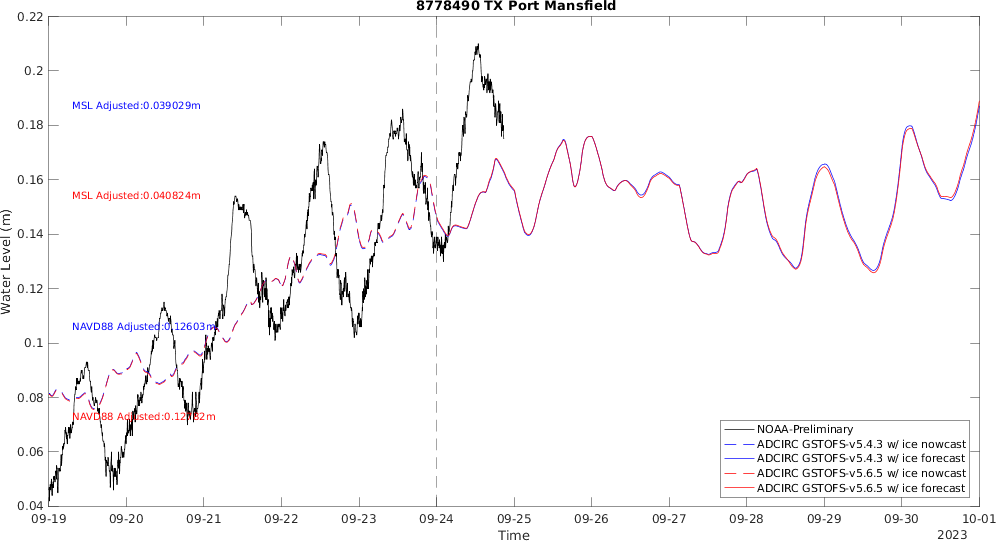 8778490 TX Port Mansfield
0.22
0.2
0.18
0.16
0.14
0.12
0.1
0.08
0.06
0.04
Water Level (m)
MSL Adjusted:0.039029m
MSL Adjusted:0.040824m
NAVD88 Adjusted:0.12603m
NAVD88
NOAA-Preliminary
ADCIRC GSTOFS-v5.4.3 w/ ice nowcast
ADCIRC GSTOFS-v5.4.3 w/ ice forecast
ADCIRC GSTOFS-v5.6.5 w/ ice nowcast
ADCIRC GSTOFS-v5.6.5 w/ ice forecast
09-19 09-20 09-21 09-22 09-23 09-24 09-25 09-26 09-27 09-28 09-29 09-30 10-01
Time
2023